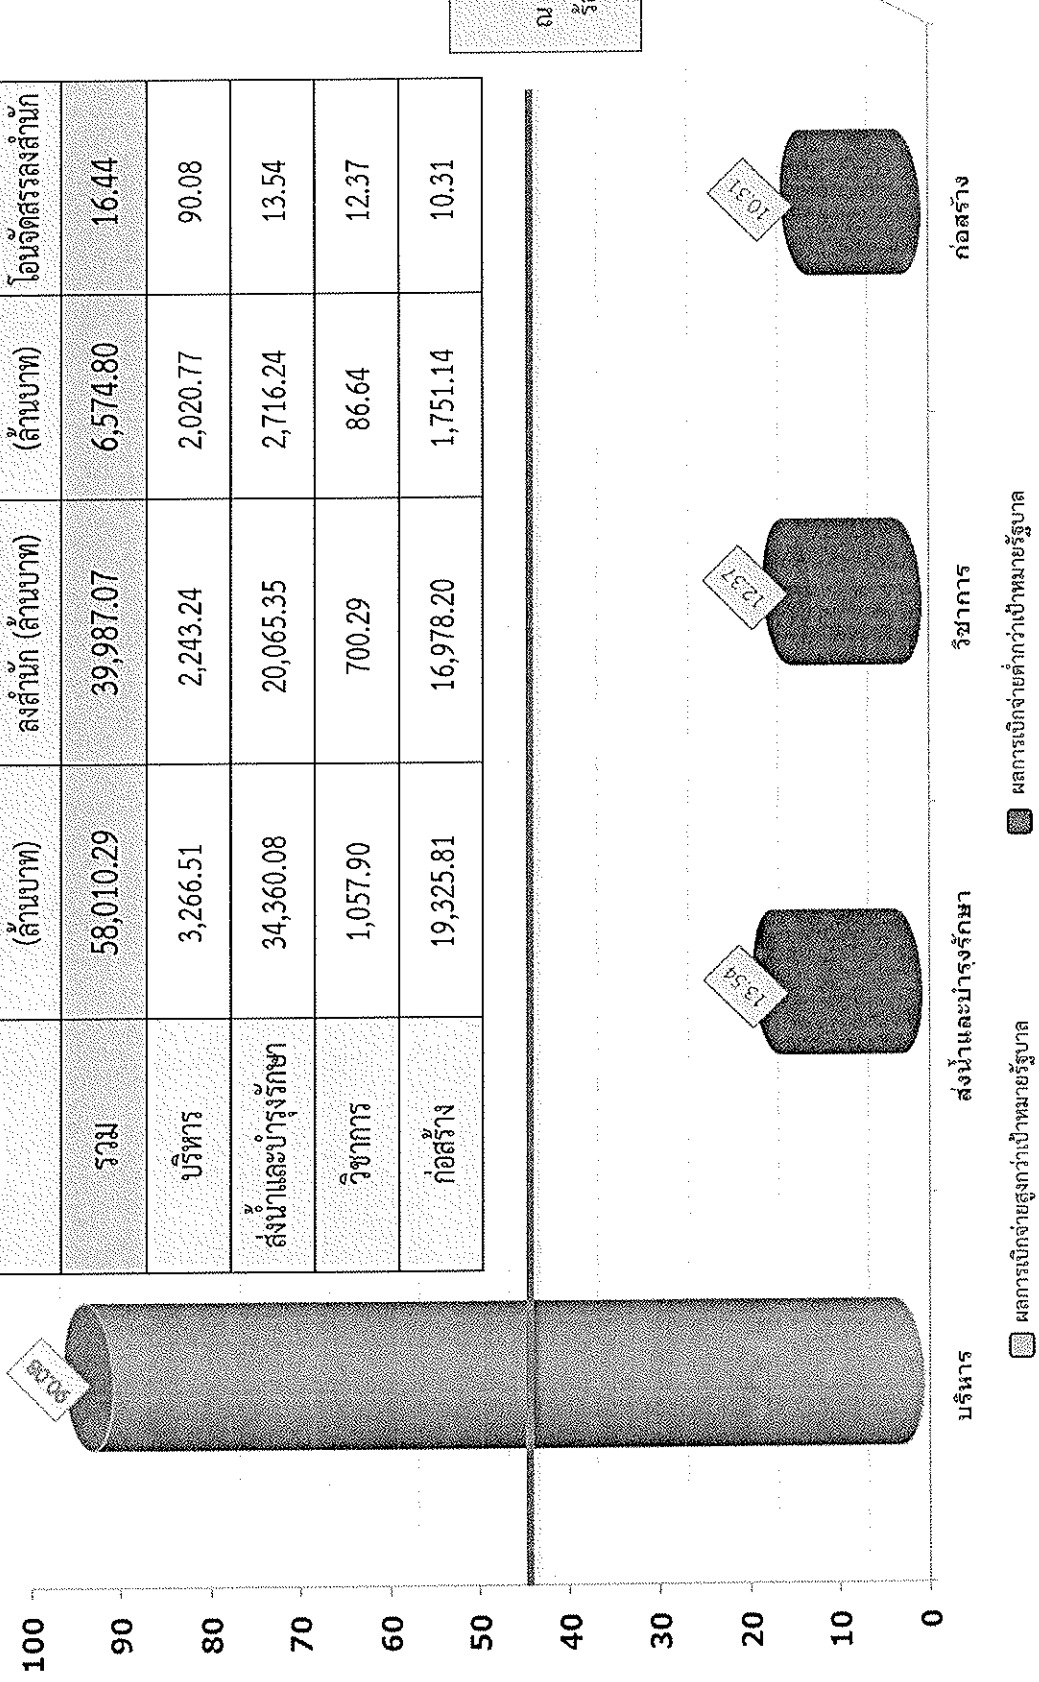 (ล้านบาท) ลงสำนัก (ล้านบาท) (ล้านบาท) โอนจัดสรรลงสำนัก
รวม 58,010.29 39,987.07 6,574.80 16.44
บริหาร 3,266.51 2,243.24 2,020.77 90.08
ส่งน้ำและบำรุงรักษา 34,360.08 20,065.35 2,716.24 13.54
วิชาการ 1,057.90 700.29 86.64 12.37
ก่อสร้าง 19,325.81 16,978.20 1,751.14 10.31
ณ
100
90
80
70
60
50
40
30
20
10
0
90.08
13.54
12.37
10.31
บริหาร ส่งน้ำและบำรุงรักษา วิชาการ ก่อสร้าง
ผลการเบิกจ่ายสูงกว่าเป้าหมายรัฐบาล ผลการเบิกจ่ายต่ำกว่าเป้าหมายรัฐบาล